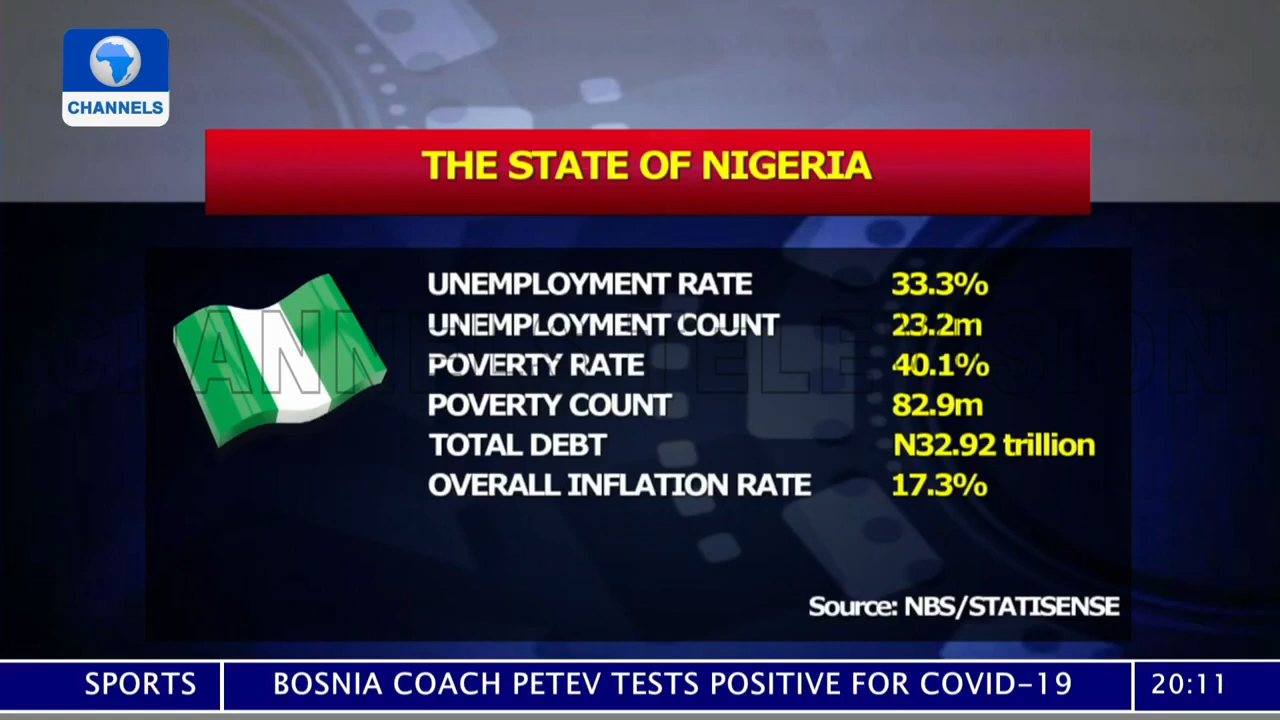 CHANNELS
THE STATE OF NIGERIA
UNEMPLOYMENT RATE 33.3%
UNEMPLOYMENT COUNT 23.2m
POVERTY RATE 40.1%
POVERTY COUNT 82.9m
TOTAL DEBT N32.92 trillion
OVERALL INFLATION RATE 17.3%
CHANNELS TELEVISION
Source: NBS/STATISENSE
SPORTS BOSNIA COACH PETEV TESTS POSITIVE FOR COVID-19 20:11